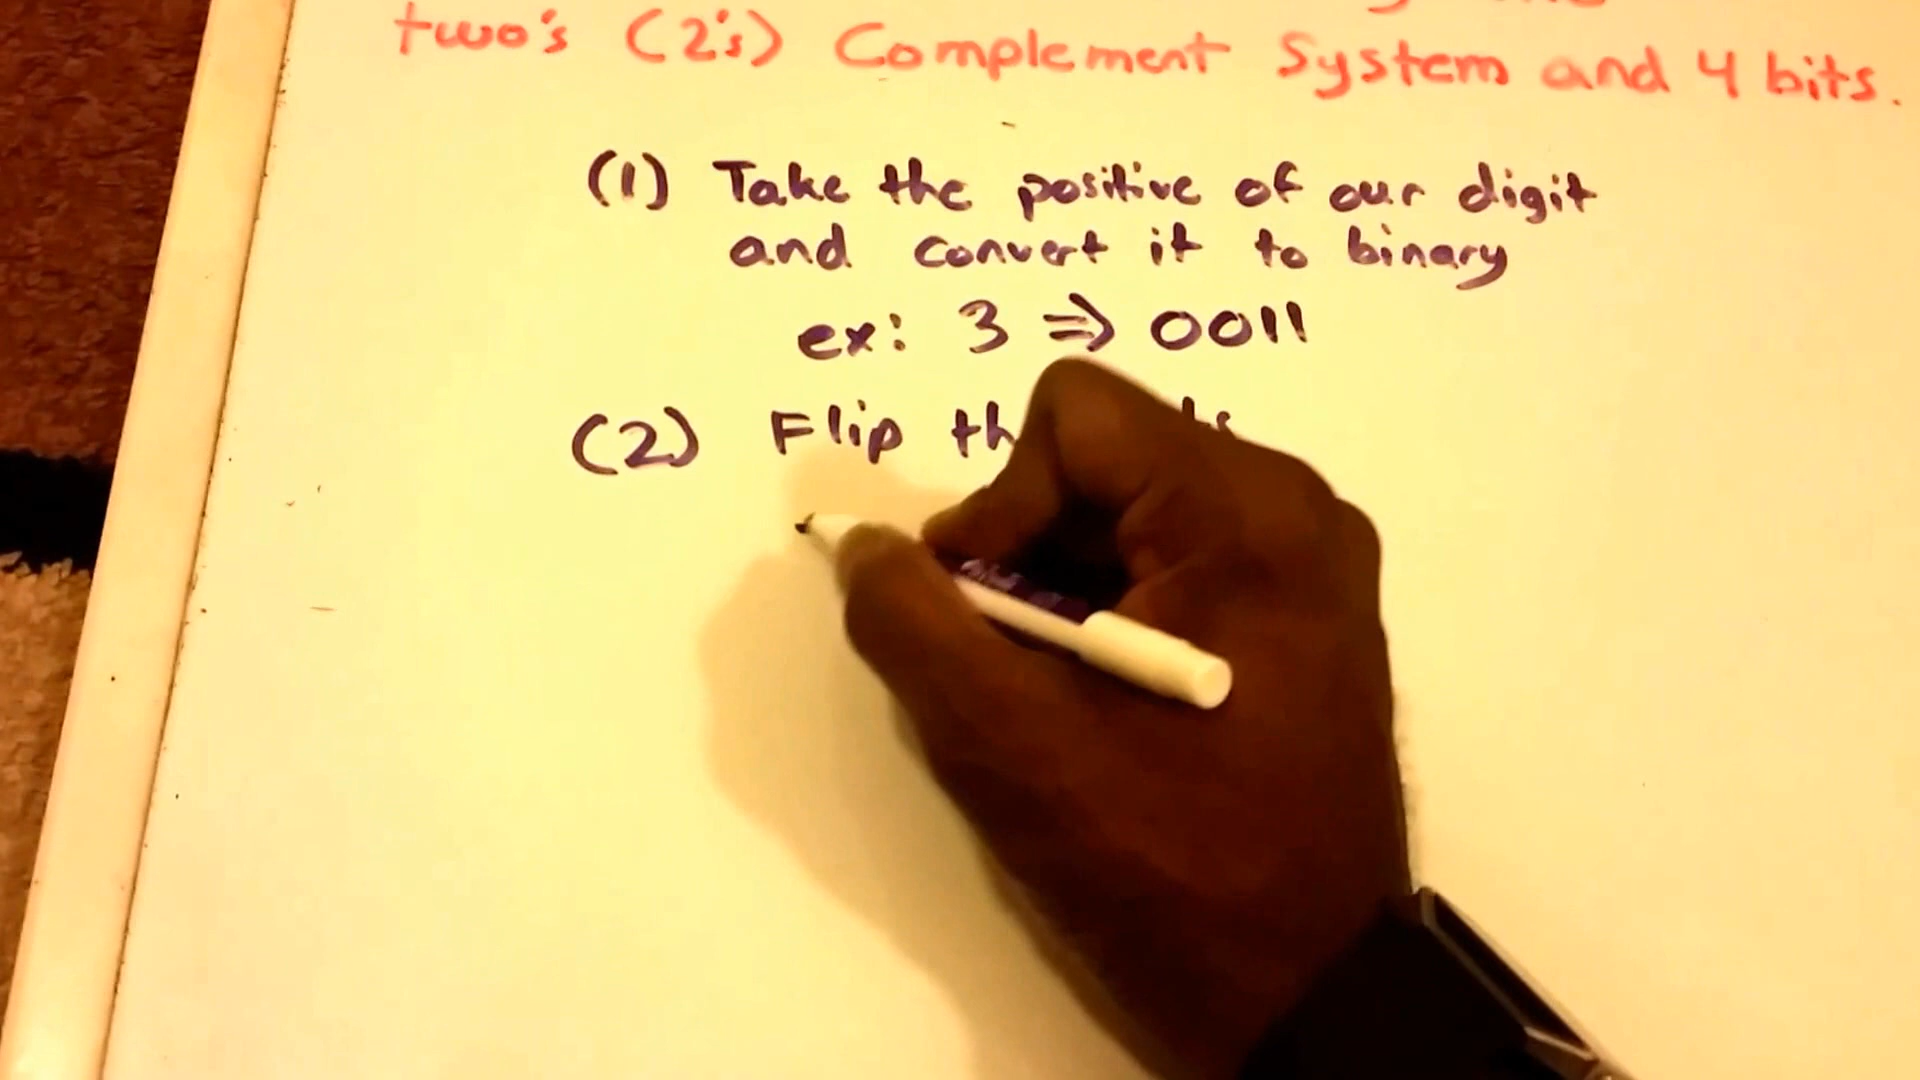 two's (2's) Complement System and 4 bits.
(1) Take the positive of our digit
and convert it to binary
ex: 3 ⇒ 0011
(2) Flip